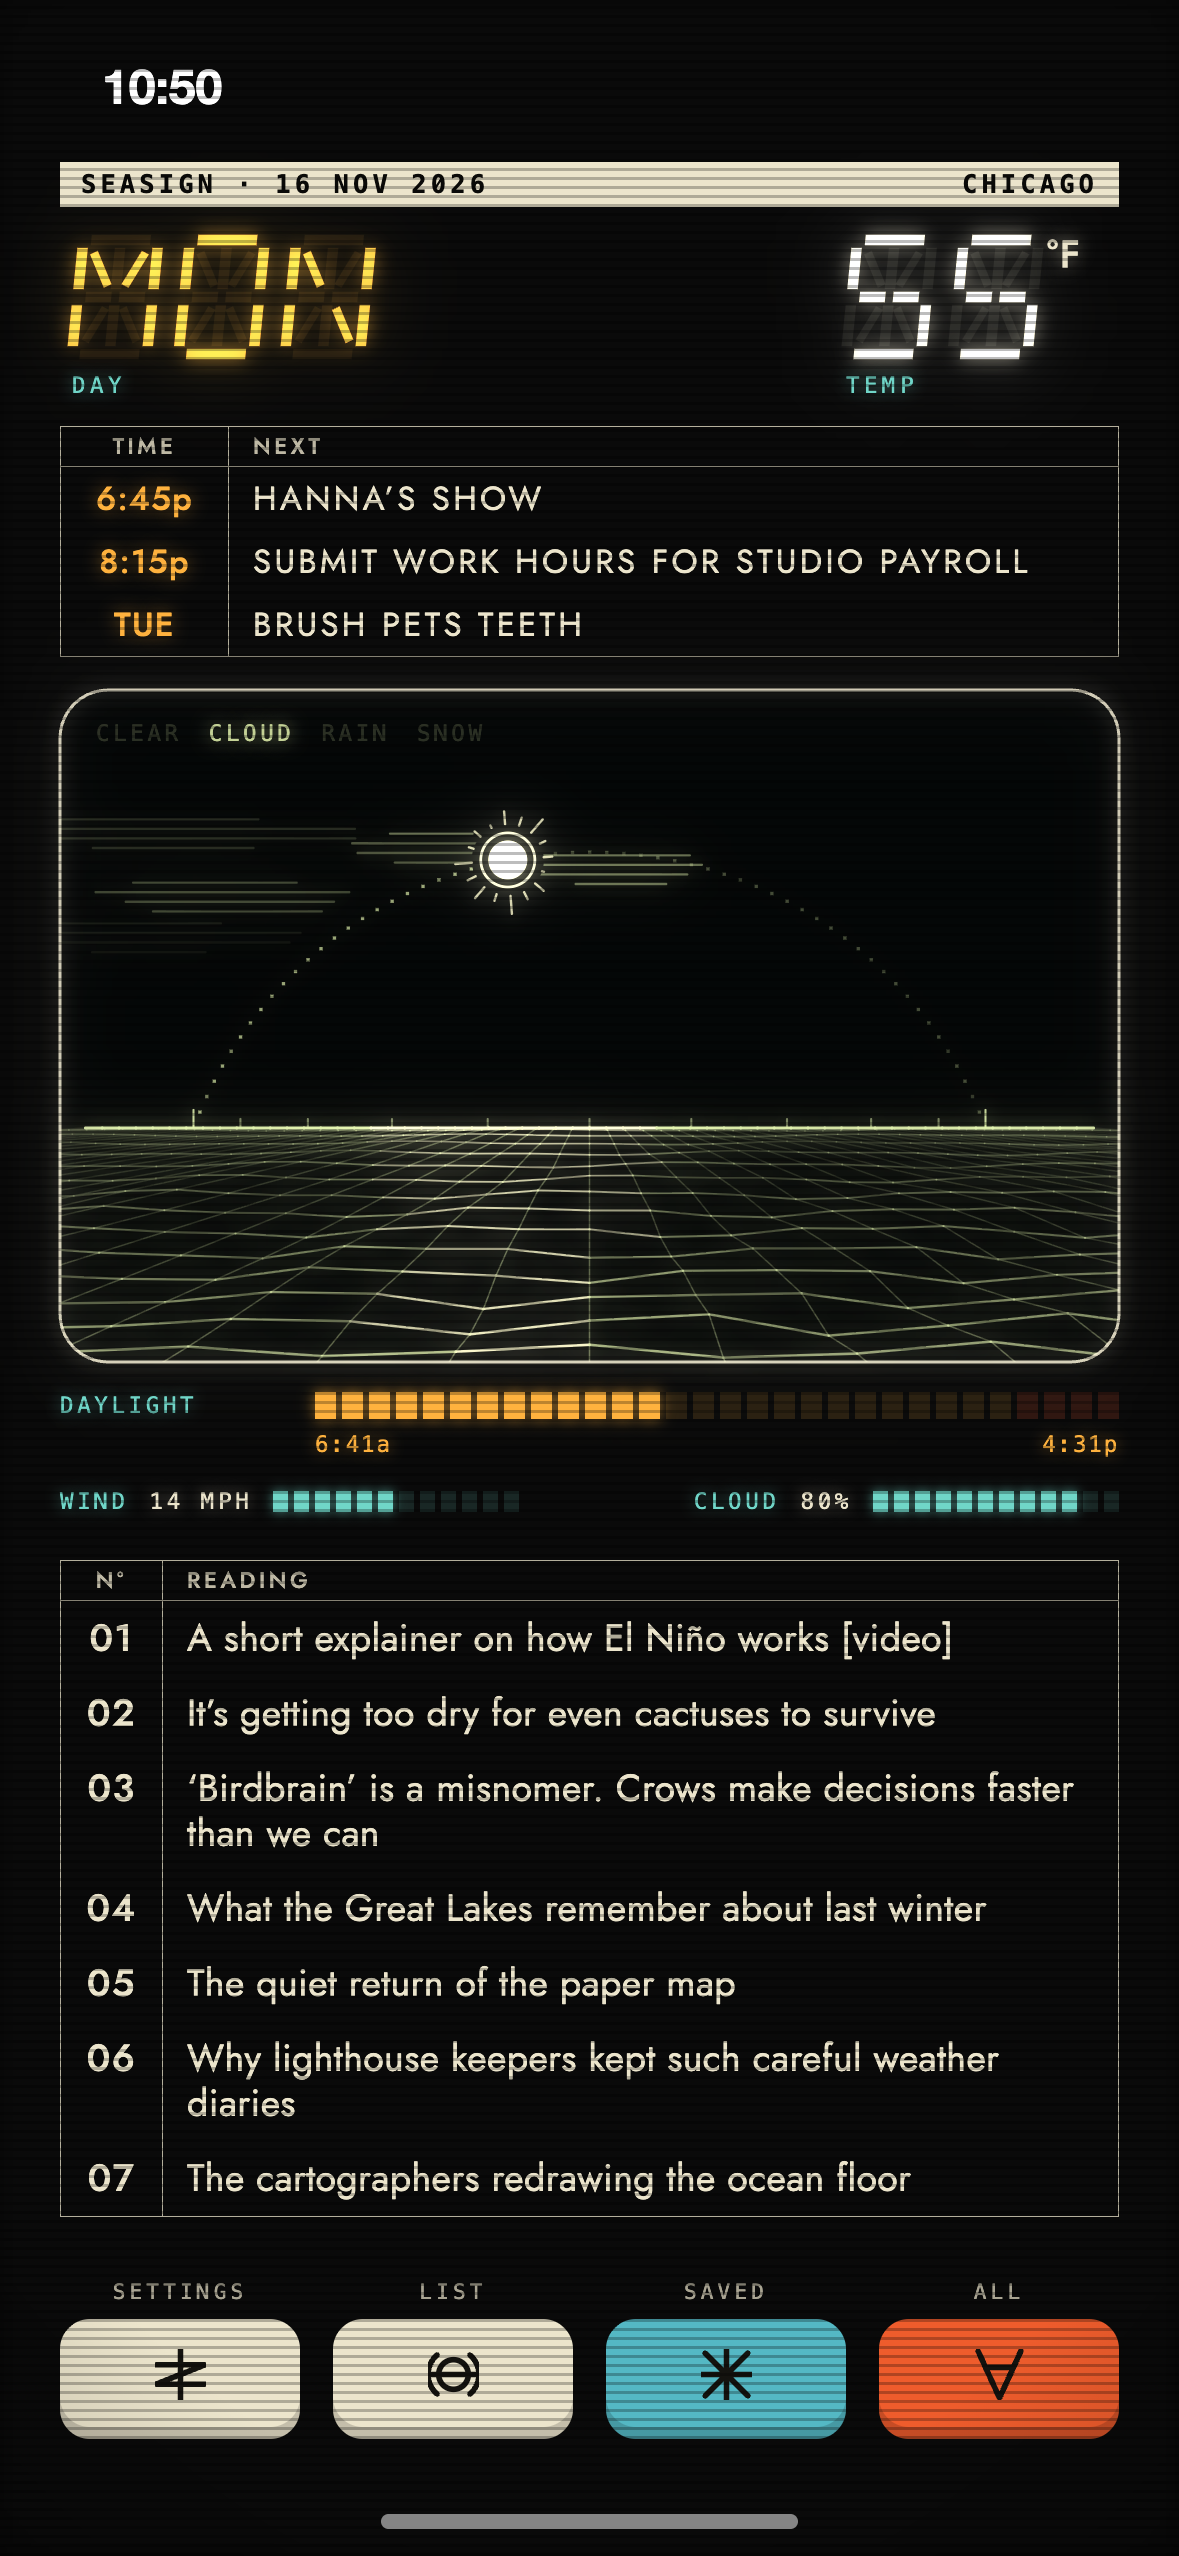 10:50
SEASIGN · 16 NOV 2026 CHICAGO
MON 55 °F
DAY TEMP
TIME NEXT
6:45p HANNA’S SHOW
8:15p SUBMIT WORK HOURS FOR STUDIO PAYROLL
TUE BRUSH PETS TEETH
CLEAR CLOUD RAIN SNOW
DAYLIGHT
6:41a 4:31p
WIND 14 MPH CLOUD 80%
N° READING
01 A short explainer on how El Niño works [video]
02 It’s getting too dry for even cactuses to survive
03 ‘Birdbrain’ is a misnomer. Crows make decisions faster
than we can
04 What the Great Lakes remember about last winter
05 The quiet return of the paper map
06 Why lighthouse keepers kept such careful weather
diaries
07 The cartographers redrawing the ocean floor
SETTINGS LIST SAVED ALL